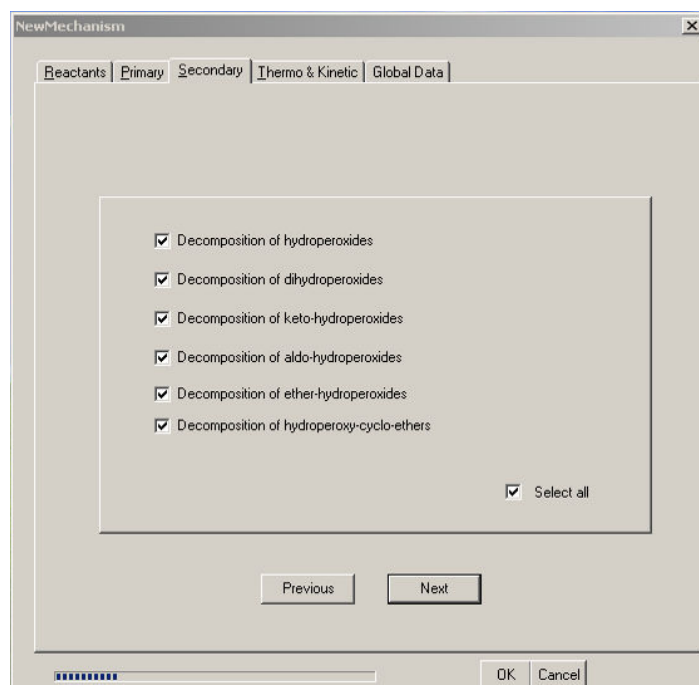 NewMechanism
Reactants Primary Secondary Thermo & Kinetic Global Data
Decomposition of hydroperoxides
Decomposition of dihydroperoxides
Decomposition of keto-hydroperoxides
Decomposition of aldo-hydroperoxides
Decomposition of ether-hydroperoxides
Decomposition of hydroperoxy-cyclo-ethers
Select all
Previous Next
OK Cancel